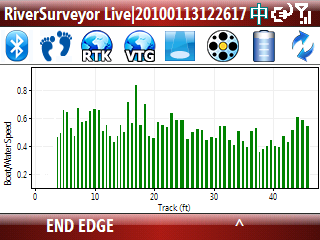 RiverSurveyor Live|20100113122617 中
RTK VTG
Boat/Water Speed
0.8
0.6
0.4
0.2
0 10 20 30 40
Track (ft)
END EDGE ^